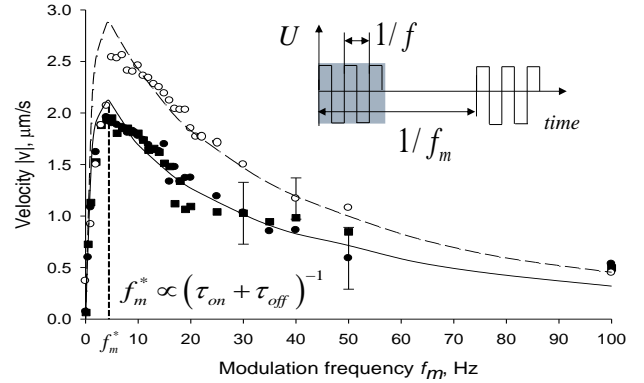 3.0
2.5
2.0
1.5
1.0
0.5
0.0
Velocity |v|, μm/s
U
1/f
time
1/f_m
f_m^* ∝ (τ_on + τ_off)^−1
0 10 20 30 40 50 60 70 80 90 100
f_m^*
Modulation frequency f_m, Hz